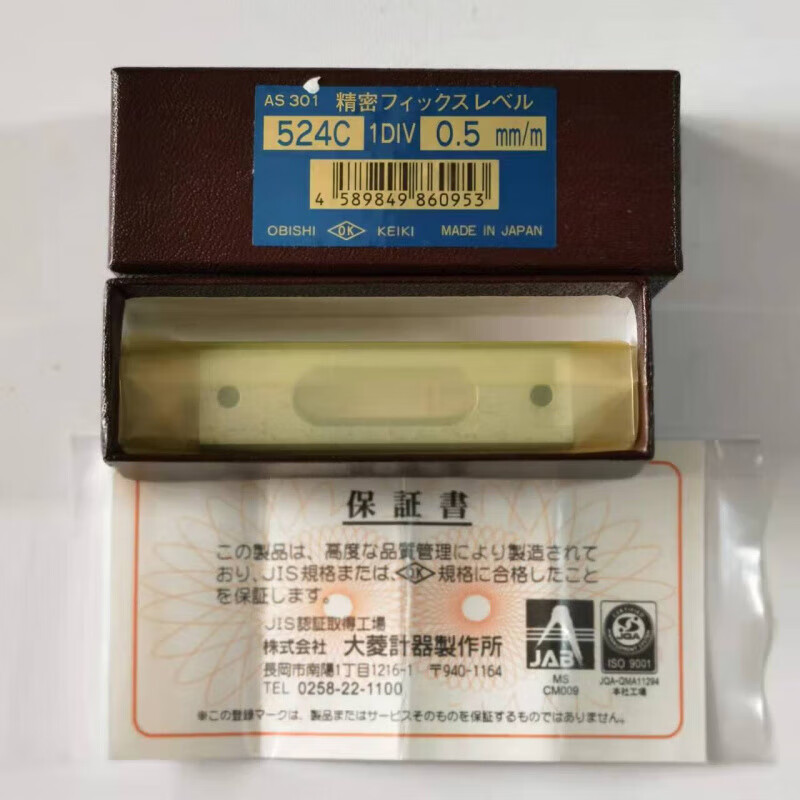 AS 301 精密フィックスレベル
524C 1DIV 0.5 mm/m
4 589849 860953
OBISHI OK KEIKI MADE IN JAPAN
保証書
この製品は、高度な品質管理により製造されて
おり、JIS規格または、OK規格に合格したこと
を保証します。
JIS認証取得工場
株式会社 大菱計器製作所
長岡市南陽1丁目1216-1 〒940-1164
TEL 0258-22-1100
JAB
MS
CM009
JQA
ISO 9001
JQA-QMA11294
本社工場
※この登録マークは、製品またはサービスそのものを保証するものではありません。